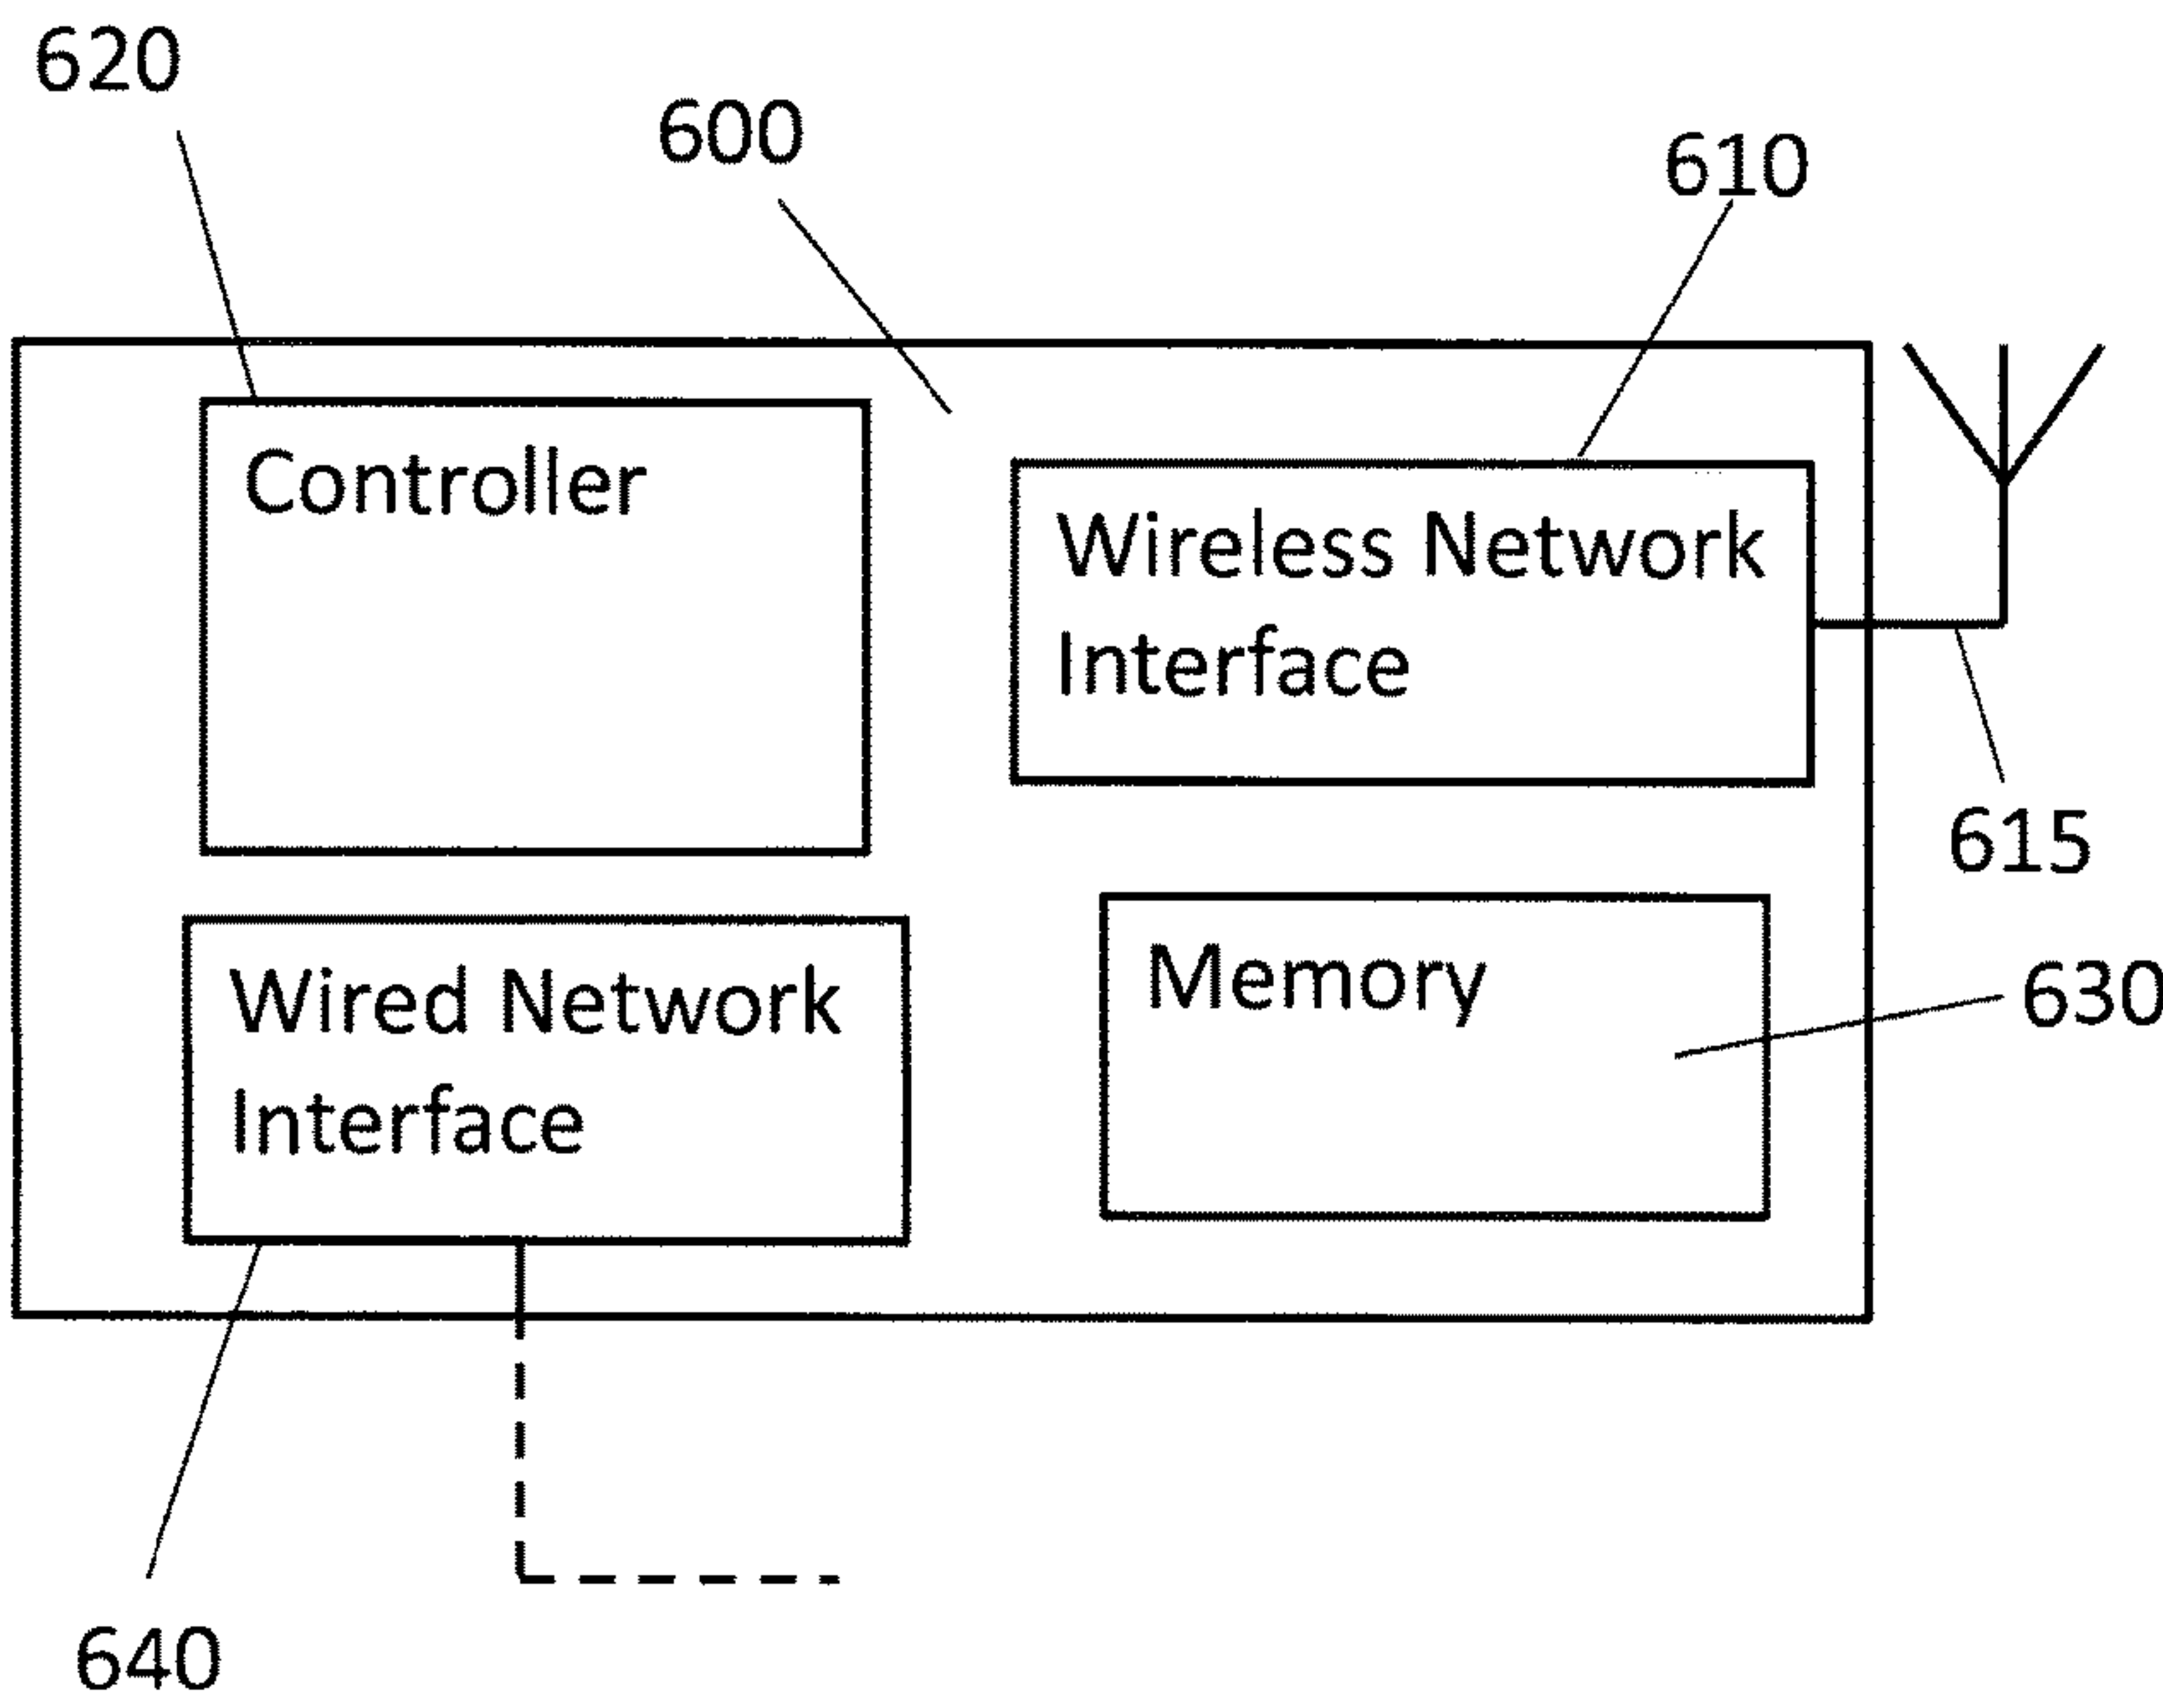 620
600
610
Controller
Wireless Network
Interface
615
Wired Network
Interface
Memory
630
640